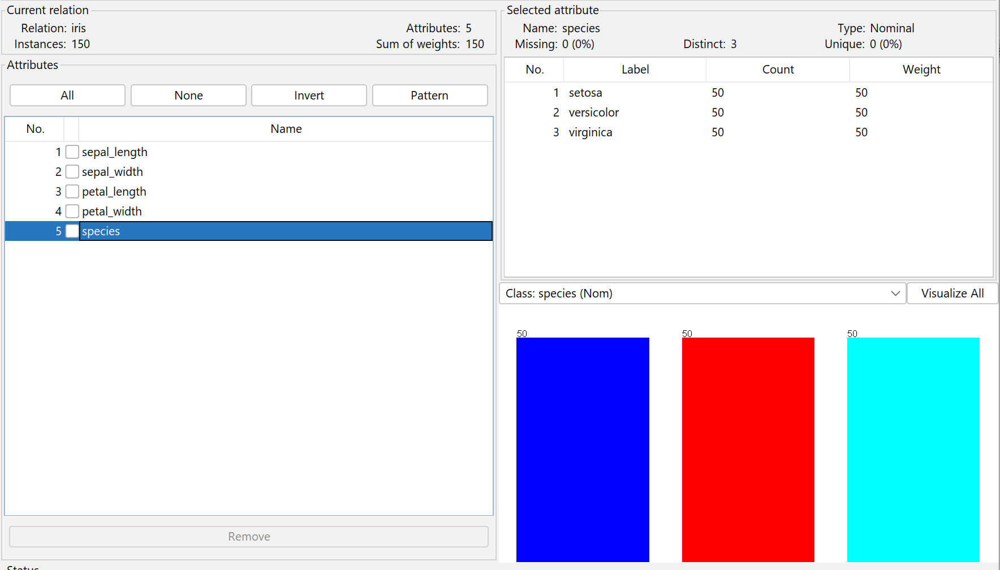 Current relation
Relation: iris
Attributes: 5
Instances: 150
Sum of weights: 150
Attributes
All
None
Invert
Pattern
No.
Name
1 sepal_length
2 sepal_width
3 petal_length
4 petal_width
5 species
Remove
Status
Selected attribute
Name: species
Type: Nominal
Missing: 0 (0%)
Distinct: 3
Unique: 0 (0%)
No. Label Count Weight
1 setosa 50 50
2 versicolor 50 50
3 virginica 50 50
Class: species (Nom)
Visualize All
50
50
50